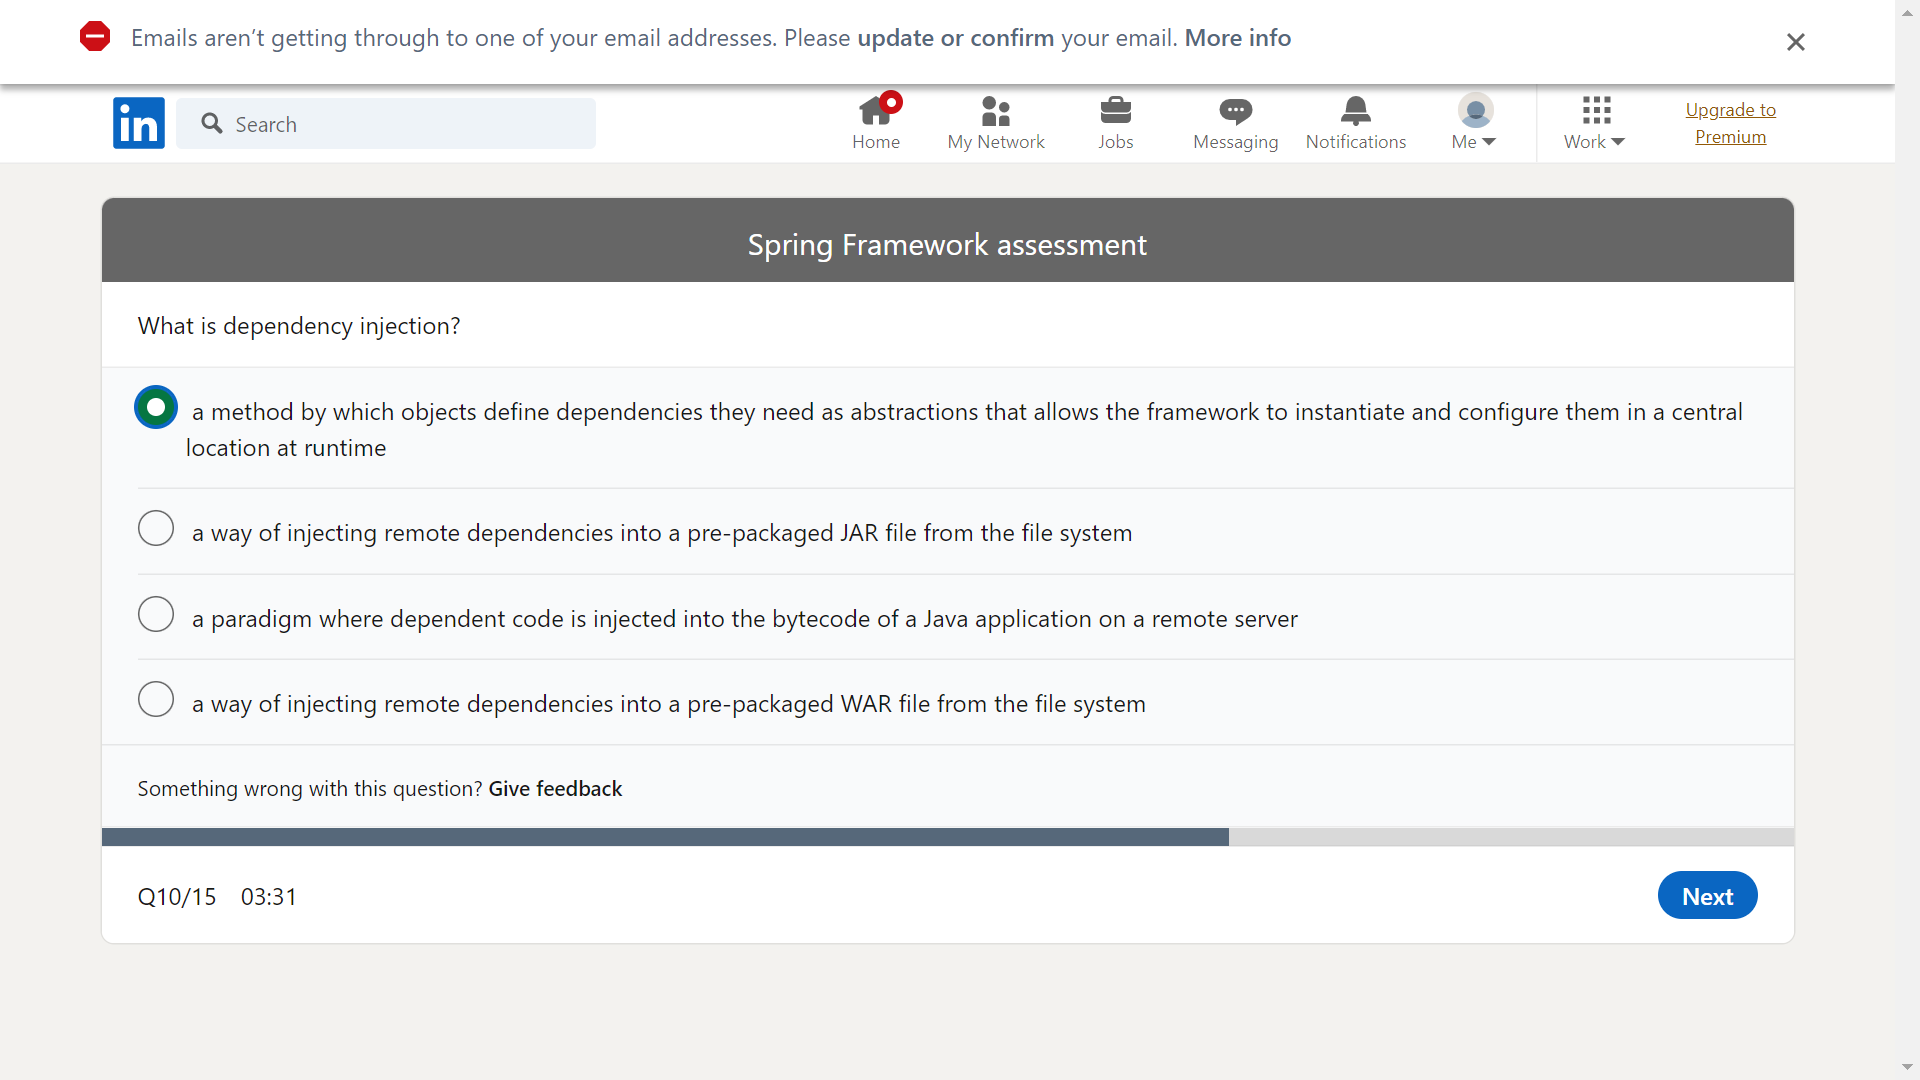 Emails aren't getting through to one of your email addresses. Please update or confirm your email. More info
in
Search
Home
My Network
Jobs
Messaging
Notifications
Me
Work
Upgrade to
Premium
Spring Framework assessment
What is dependency injection?
a method by which objects define dependencies they need as abstractions that allows the framework to instantiate and configure them in a central
location at runtime
a way of injecting remote dependencies into a pre-packaged JAR file from the file system
a paradigm where dependent code is injected into the bytecode of a Java application on a remote server
a way of injecting remote dependencies into a pre-packaged WAR file from the file system
Something wrong with this question? Give feedback
Q10/15 03:31
Next